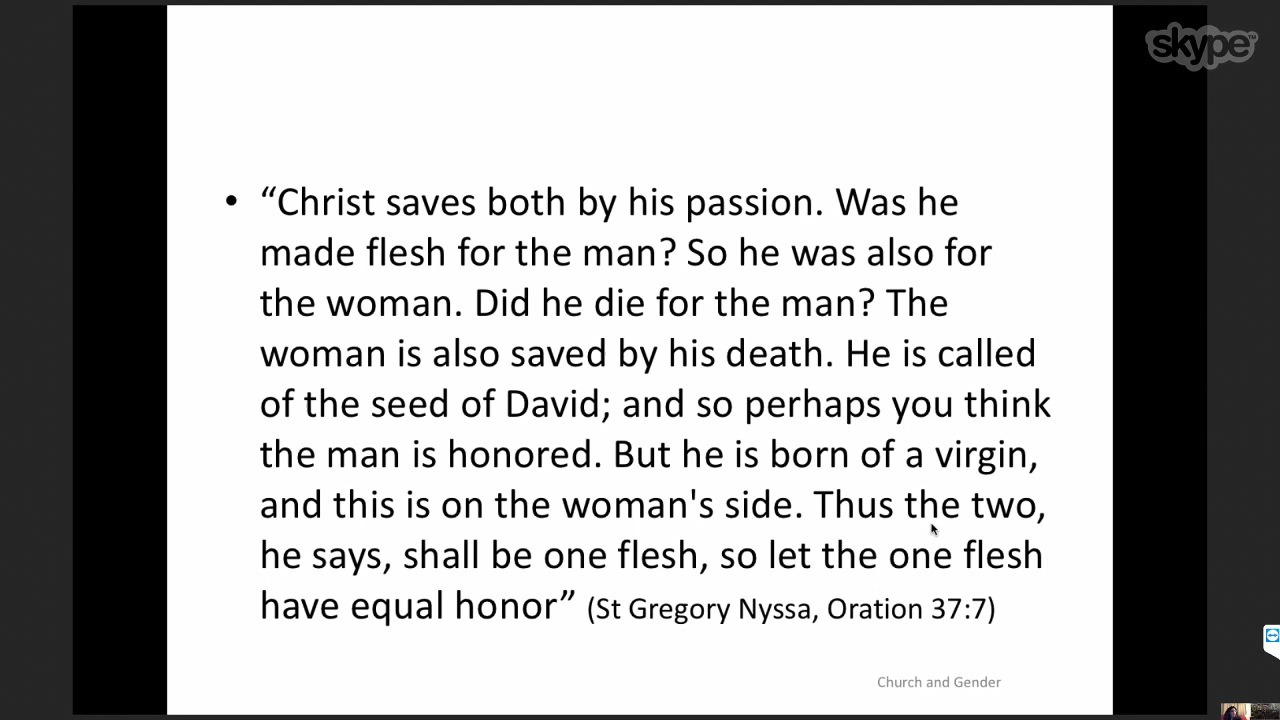 skype™
• “Christ saves both by his passion. Was he
made flesh for the man? So he was also for
the woman. Did he die for the man? The
woman is also saved by his death. He is called
of the seed of David; and so perhaps you think
the man is honored. But he is born of a virgin,
and this is on the woman's side. Thus the two,
he says, shall be one flesh, so let the one flesh
have equal honor” (St Gregory Nyssa, Oration 37:7)
Church and Gender